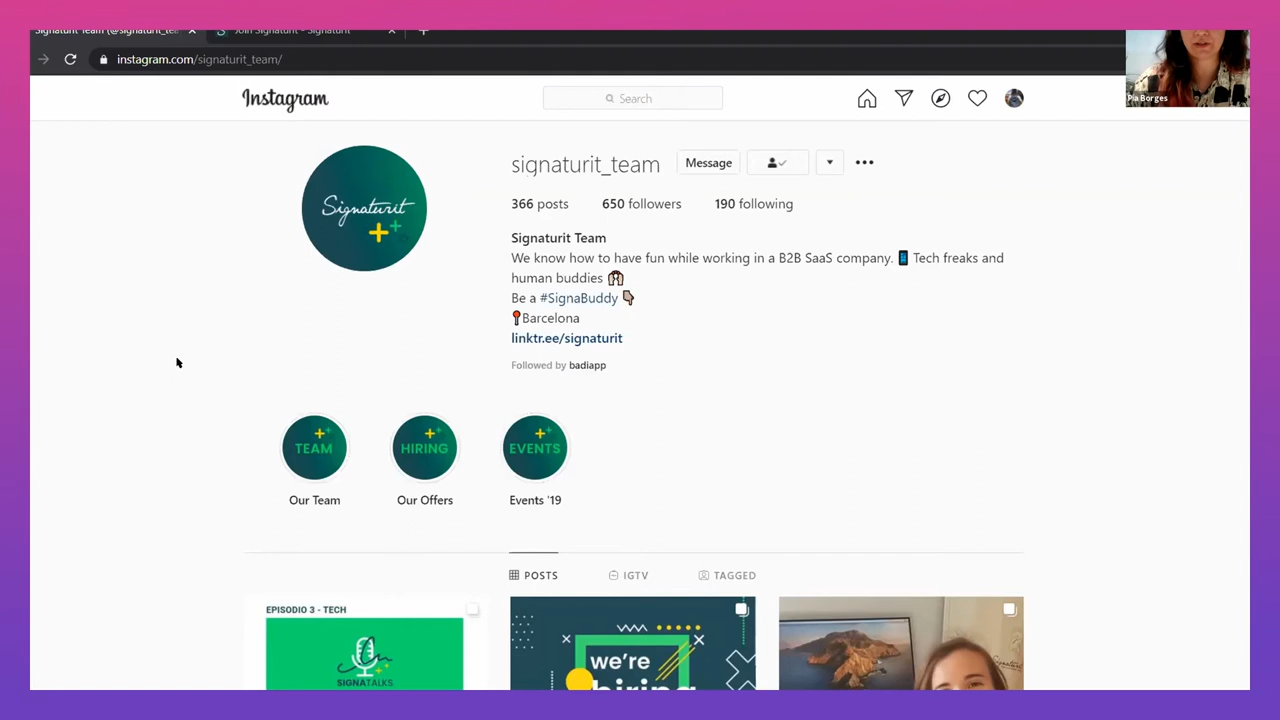 Signaturit Team (@signaturit_tea
Join Signaturit - Signaturit
instagram.com/signaturit_team/
Pia Borges
Instagram
Search
signaturit_team
Message
366 posts 650 followers 190 following
Signaturit Team
We know how to have fun while working in a B2B SaaS company. 📱 Tech freaks and
human buddies
Be a #SignaBuddy
📍Barcelona
linktr.ee/signaturit
Followed by badiapp
Signaturit
TEAM
HIRING
EVENTS
Our Team
Our Offers
Events '19
POSTS
IGTV
TAGGED
EPISODIO 3 - TECH
SIGNATALKS
we're
hiring